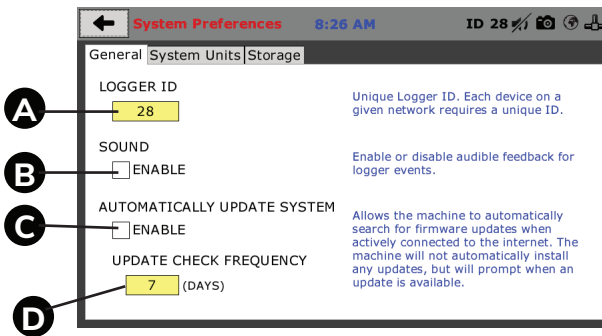 System Preferences 8:26 AM ID 28
General System Units Storage
LOGGER ID
A 28
Unique Logger ID. Each device on a
given network requires a unique ID.
SOUND
B ENABLE
Enable or disable audible feedback for
logger events.
AUTOMATICALLY UPDATE SYSTEM
C ENABLE
Allows the machine to automatically
search for firmware updates when
actively connected to the internet. The
machine will not automatically install
any updates, but will prompt when an
update is available.
UPDATE CHECK FREQUENCY
D 7 (DAYS)